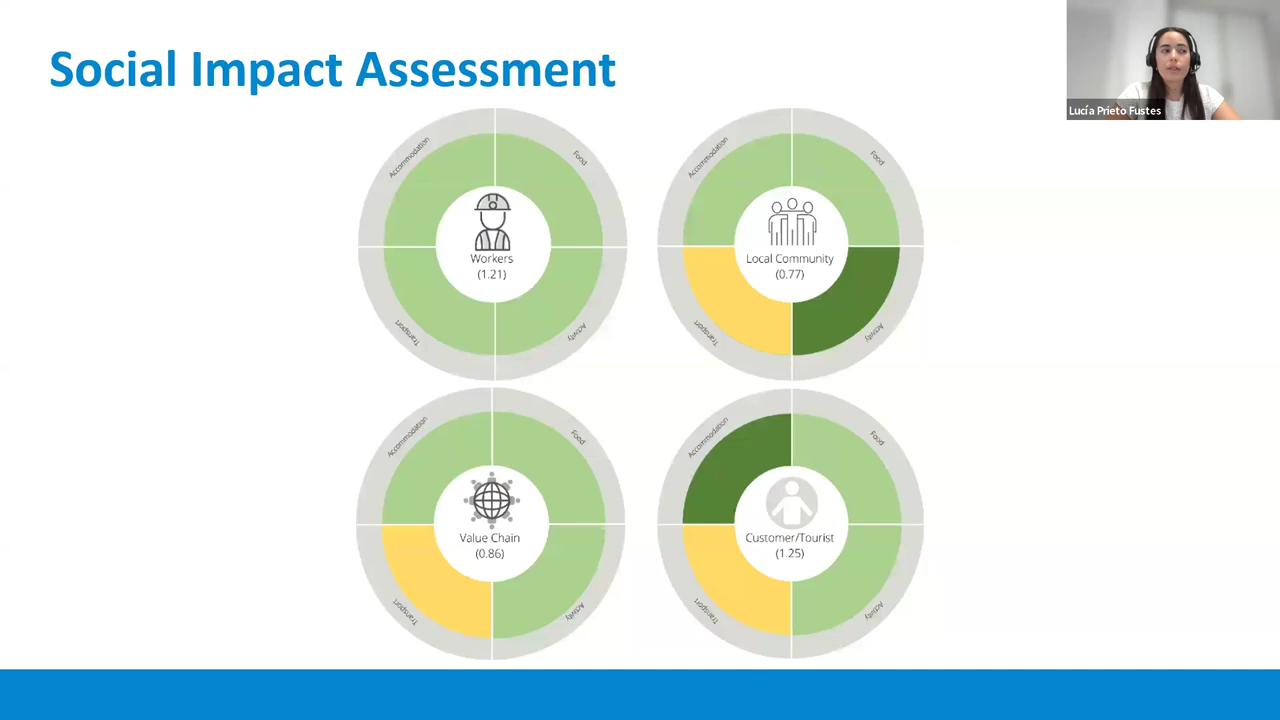 Social Impact Assessment
Lucía Prieto Fustes
Accommodation
Food
Workers
(1.21)
Transport
Activity
Accommodation
Food
Local Community
(0.77)
Transport
Activity
Accommodation
Food
Value Chain
(0.86)
Transport
Activity
Accommodation
Food
Customer/Tourist
(1.25)
Transport
Activity